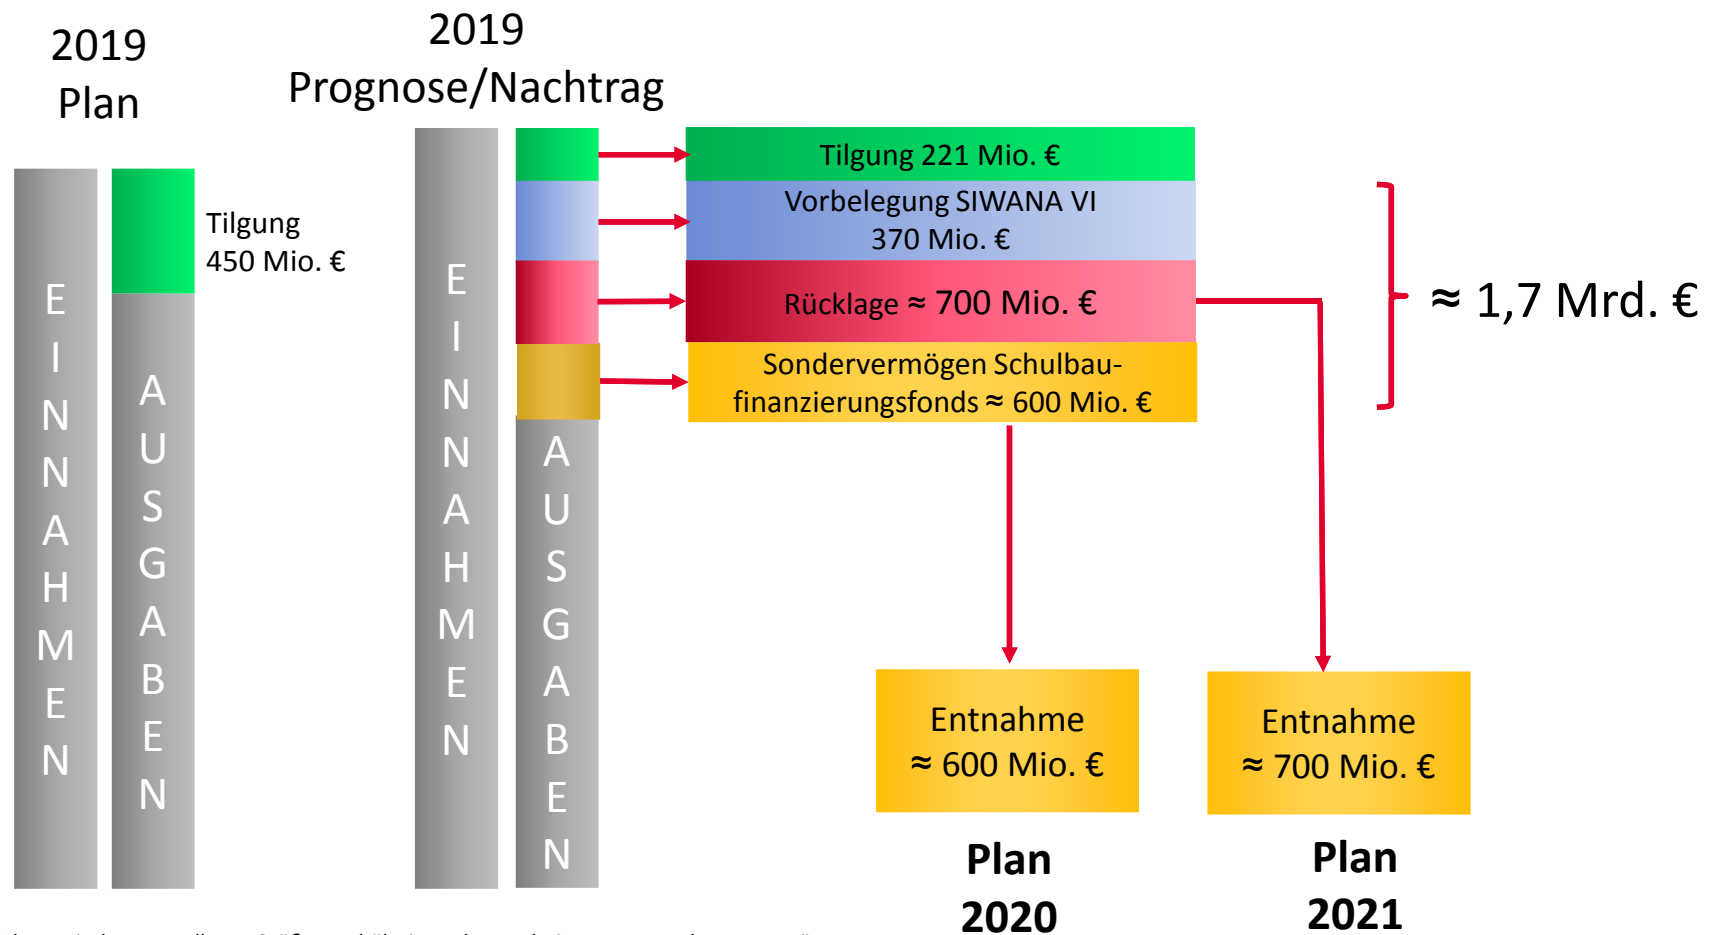 2019
Plan
2019
Prognose/Nachtrag
EINNAHMEN
AUSGABEN
Tilgung
450 Mio. €
EINNAHMEN
AUSGABEN
Tilgung 221 Mio. €
Vorbelegung SIWANA VI
370 Mio. €
Rücklage ≈ 700 Mio. €
Sondervermögen Schulbau-
finanzierungsfonds ≈ 600 Mio. €
≈ 1,7 Mrd. €
Entnahme
≈ 600 Mio. €
Entnahme
≈ 700 Mio. €
Plan
2020
Plan
2021